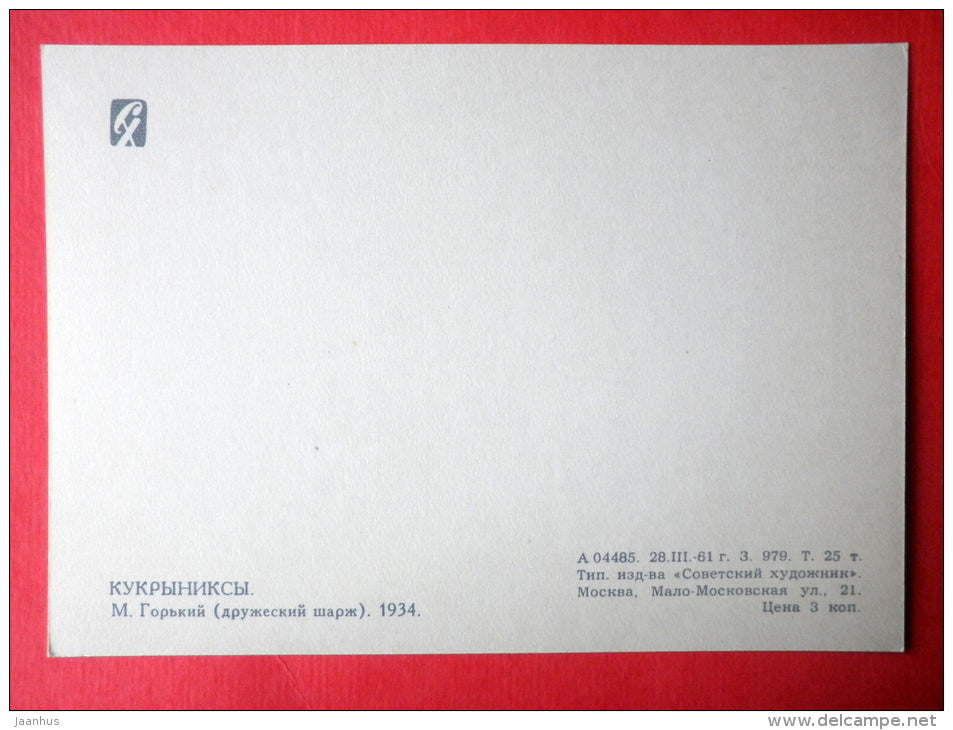 СХ
КУКРЫНИКСЫ.
М. Горький (дружеский шарж). 1934.
А 04485. 28.III.-61 г. З. 979. Т. 25 т.
Тип. изд-ва «Советский художник».
Москва, Мало-Московская ул., 21.
Цена 3 коп.
Jaanhus
www.delcampe.net